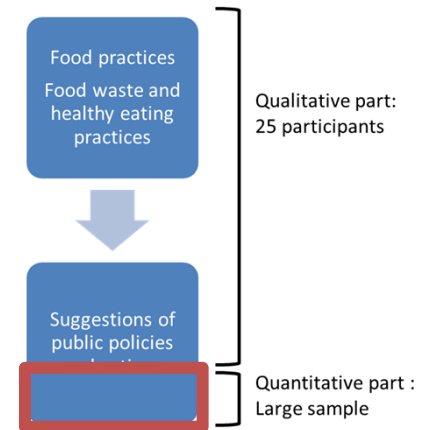 Food practices
Food waste and
healthy eating
practices
Qualitative part:
25 participants
Suggestions of
public policies
Quantitative part :
Large sample